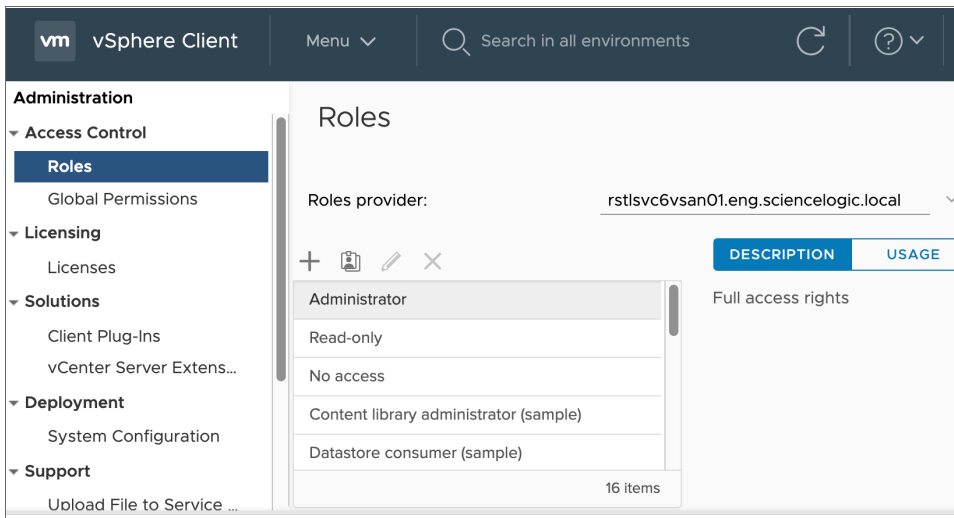 vm vSphere Client Menu Search in all environments
Administration
Access Control
Roles
Global Permissions
Licensing
Licenses
Solutions
Client Plug-Ins
vCenter Server Extens...
Deployment
System Configuration
Support
Upload File to Service ...
Roles
Roles provider: rstlsvc6vsan01.eng.sciencelogic.local
Administrator
Read-only
No access
Content library administrator (sample)
Datastore consumer (sample)
16 items
DESCRIPTION USAGE
Full access rights